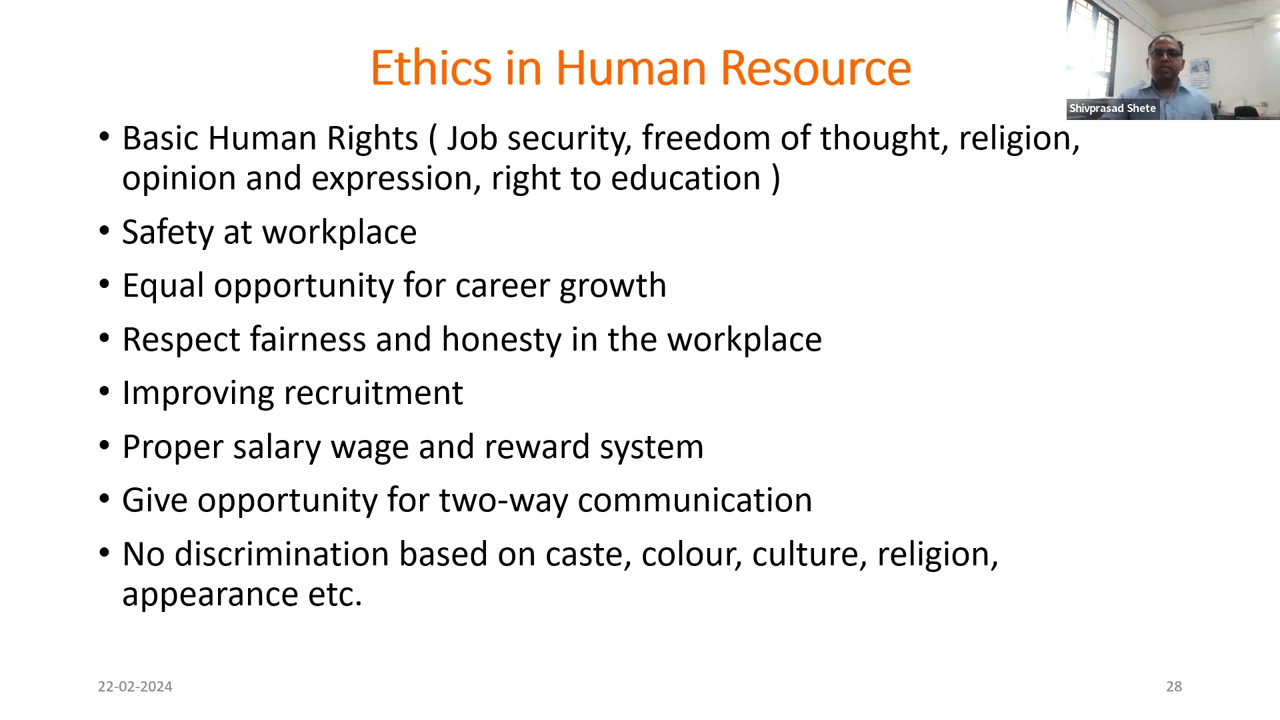 Ethics in Human Resource
Shivprasad Shete
• Basic Human Rights ( Job security, freedom of thought, religion,
opinion and expression, right to education )
• Safety at workplace
• Equal opportunity for career growth
• Respect fairness and honesty in the workplace
• Improving recruitment
• Proper salary wage and reward system
• Give opportunity for two-way communication
• No discrimination based on caste, colour, culture, religion,
appearance etc.
22-02-2024
28